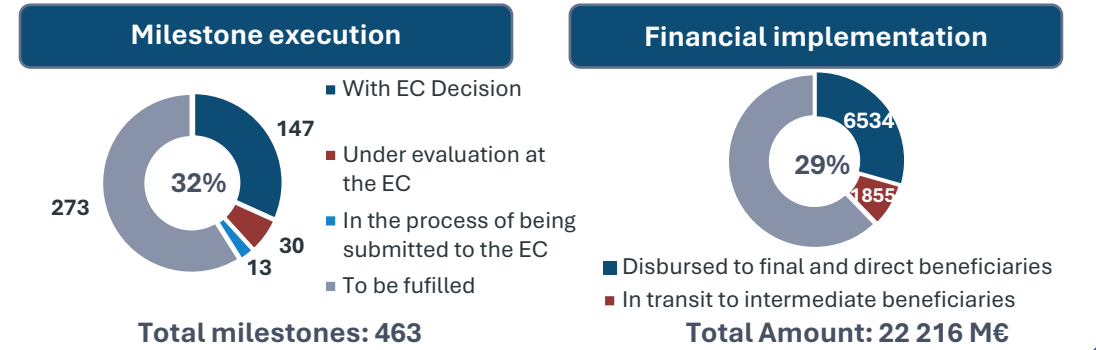 Milestone execution
With EC Decision
147
Under evaluation at
the EC
32%
273
In the process of being
submitted to the EC
30
13
To be fufilled
Total milestones: 463
Financial implementation
6534
29%
1855
Disbursed to final and direct beneficiaries
In transit to intermediate beneficiaries
Total Amount: 22 216 M€